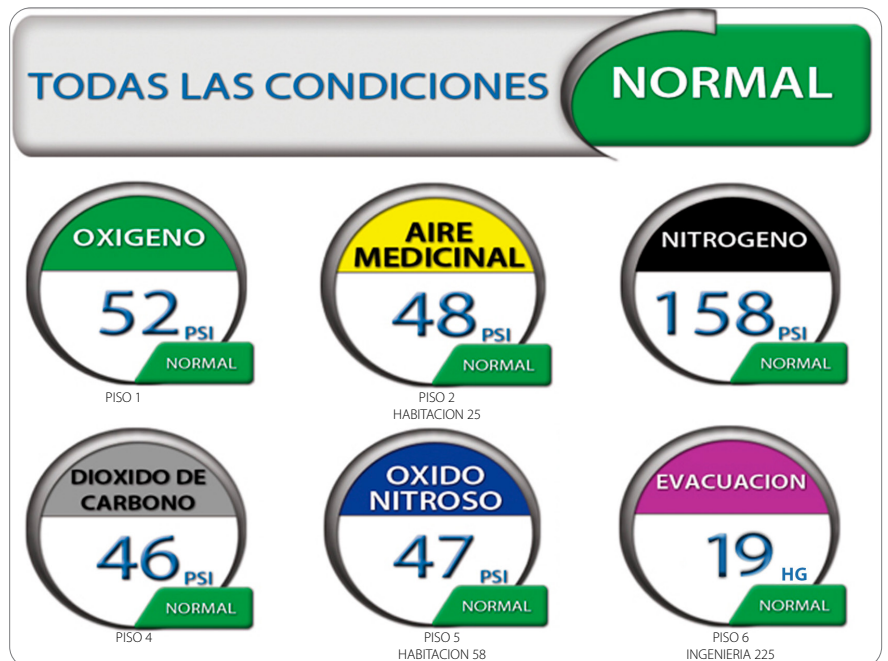 TODAS LAS CONDICIONES NORMAL
OXIGENO
52 PSI
NORMAL
PISO 1
AIRE
MEDICINAL
48 PSI
NORMAL
PISO 2
HABITACION 25
NITROGENO
158 PSI
NORMAL
DIOXIDO DE
CARBONO
46 PSI
NORMAL
PISO 4
OXIDO
NITROSO
47 PSI
NORMAL
PISO 5
HABITACION 58
EVACUACION
19 HG
NORMAL
PISO 6
INGENIERIA 225